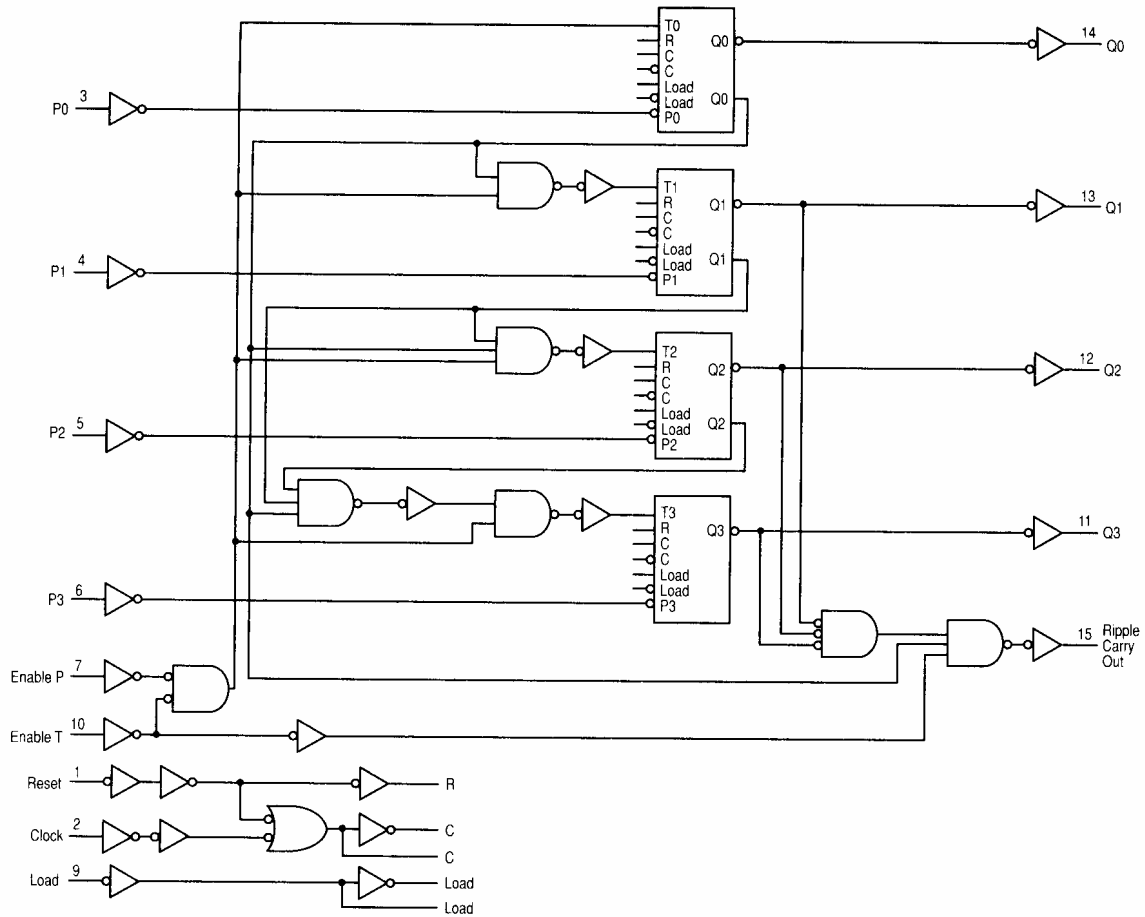 T0
R
C
C
Load
Load
P0
Q0
Q0
14 Q0
P0 3
T1
R
C
C
Load
Load
P1
Q1
Q1
13 Q1
P1 4
T2
R
C
C
Load
Load
P2
Q2
Q2
12 Q2
P2 5
T3
R
C
C
Load
Load
P3
Q3
11 Q3
P3 6
15 Ripple
Carry
Out
Enable P 7
Enable T 10
Reset 1
R
Clock 2
C
C
Load 9
Load
Load